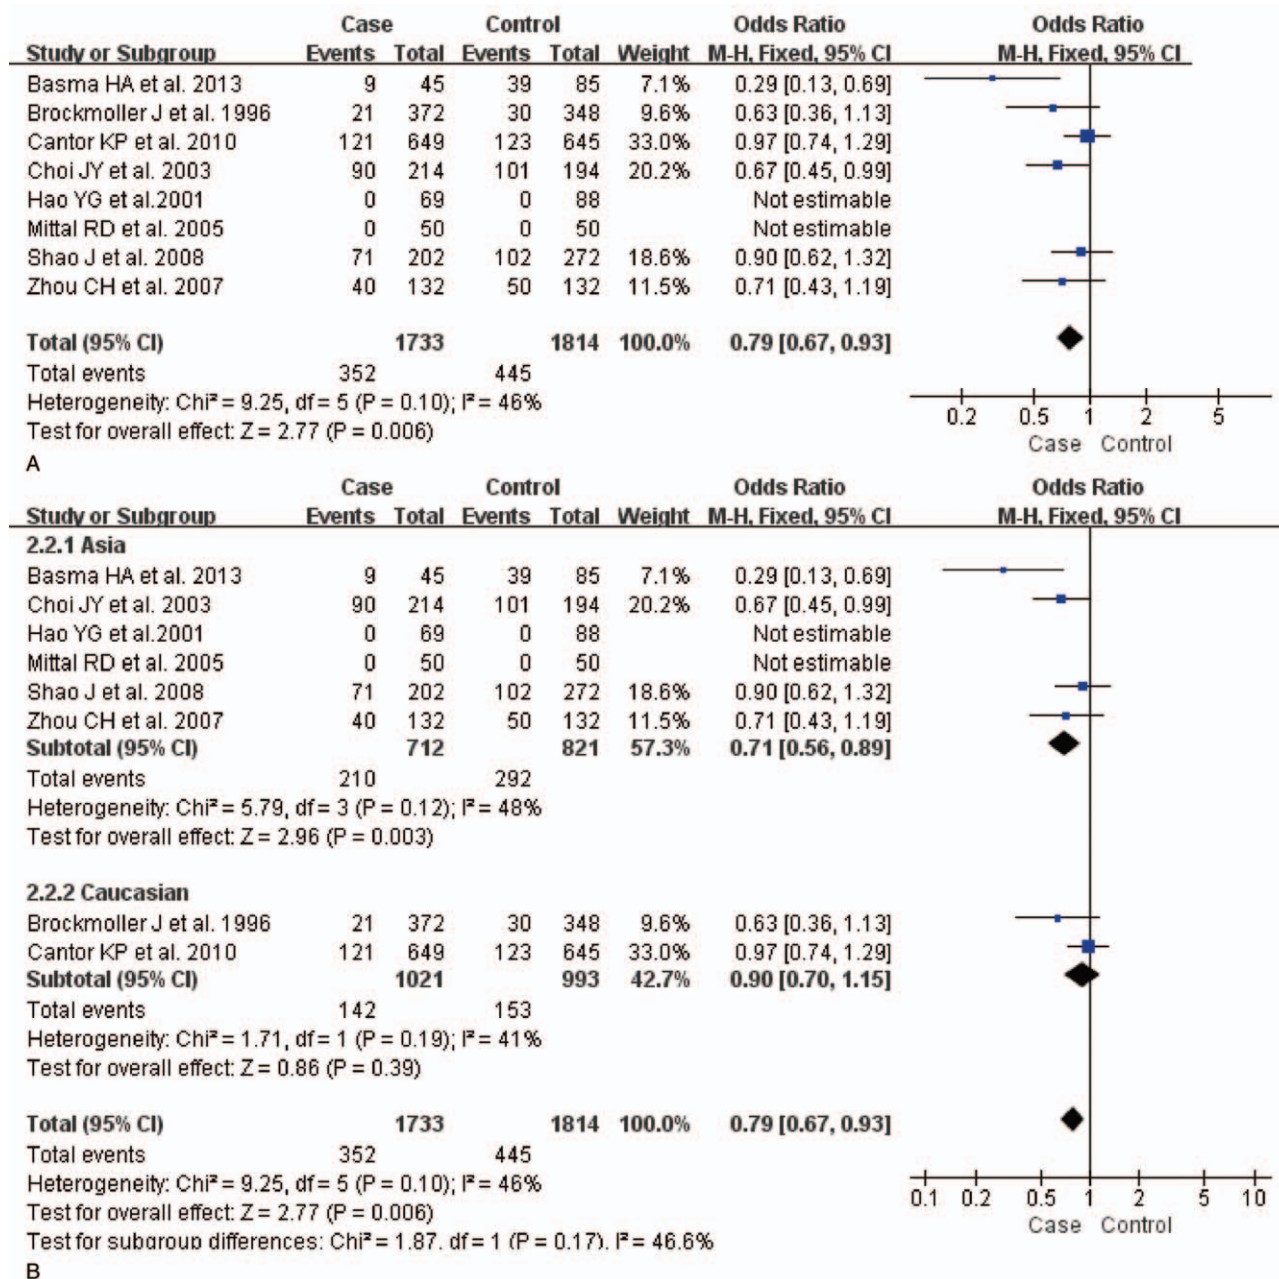 Case Control Odds Ratio Odds Ratio
Study or Subgroup Events Total Events Total Weight M-H, Fixed, 95% CI M-H, Fixed, 95% CI
Basma HA et al. 2013 9 45 39 85 7.1% 0.29 [0.13, 0.69]
Brockmoller J et al. 1996 21 372 30 348 9.6% 0.63 [0.36, 1.13]
Cantor KP et al. 2010 121 649 123 645 33.0% 0.97 [0.74, 1.29]
Choi JY et al. 2003 90 214 101 194 20.2% 0.67 [0.45, 0.99]
Hao YG et al.2001 0 69 0 88 Not estimable
Mittal RD et al. 2005 0 50 0 50 Not estimable
Shao J et al. 2008 71 202 102 272 18.6% 0.90 [0.62, 1.32]
Zhou CH et al. 2007 40 132 50 132 11.5% 0.71 [0.43, 1.19]
Total (95% CI) 1733 1814 100.0% 0.79 [0.67, 0.93]
Total events 352 445
Heterogeneity: Chi² = 9.25, df = 5 (P = 0.10); I² = 46%
Test for overall effect: Z = 2.77 (P = 0.006)
0.2 0.5 1 2 5
Case Control
A
Case Control Odds Ratio Odds Ratio
Study or Subgroup Events Total Events Total Weight M-H, Fixed, 95% CI M-H, Fixed, 95% CI
2.2.1 Asia
Basma HA et al. 2013 9 45 39 85 7.1% 0.29 [0.13, 0.69]
Choi JY et al. 2003 90 214 101 194 20.2% 0.67 [0.45, 0.99]
Hao YG et al.2001 0 69 0 88 Not estimable
Mittal RD et al. 2005 0 50 0 50 Not estimable
Shao J et al. 2008 71 202 102 272 18.6% 0.90 [0.62, 1.32]
Zhou CH et al. 2007 40 132 50 132 11.5% 0.71 [0.43, 1.19]
Subtotal (95% CI) 712 821 57.3% 0.71 [0.56, 0.89]
Total events 210 292
Heterogeneity: Chi² = 5.79, df = 3 (P = 0.12); I² = 48%
Test for overall effect: Z = 2.96 (P = 0.003)
2.2.2 Caucasian
Brockmoller J et al. 1996 21 372 30 348 9.6% 0.63 [0.36, 1.13]
Cantor KP et al. 2010 121 649 123 645 33.0% 0.97 [0.74, 1.29]
Subtotal (95% CI) 1021 993 42.7% 0.90 [0.70, 1.15]
Total events 142 153
Heterogeneity: Chi² = 1.71, df = 1 (P = 0.19); I² = 41%
Test for overall effect: Z = 0.86 (P = 0.39)
Total (95% CI) 1733 1814 100.0% 0.79 [0.67, 0.93]
Total events 352 445
Heterogeneity: Chi² = 9.25, df = 5 (P = 0.10); I² = 46%
Test for overall effect: Z = 2.77 (P = 0.006)
Test for subgroup differences: Chi² = 1.87, df = 1 (P = 0.17), I² = 46.6%
0.1 0.2 0.5 1 2 5 10
Case Control
B